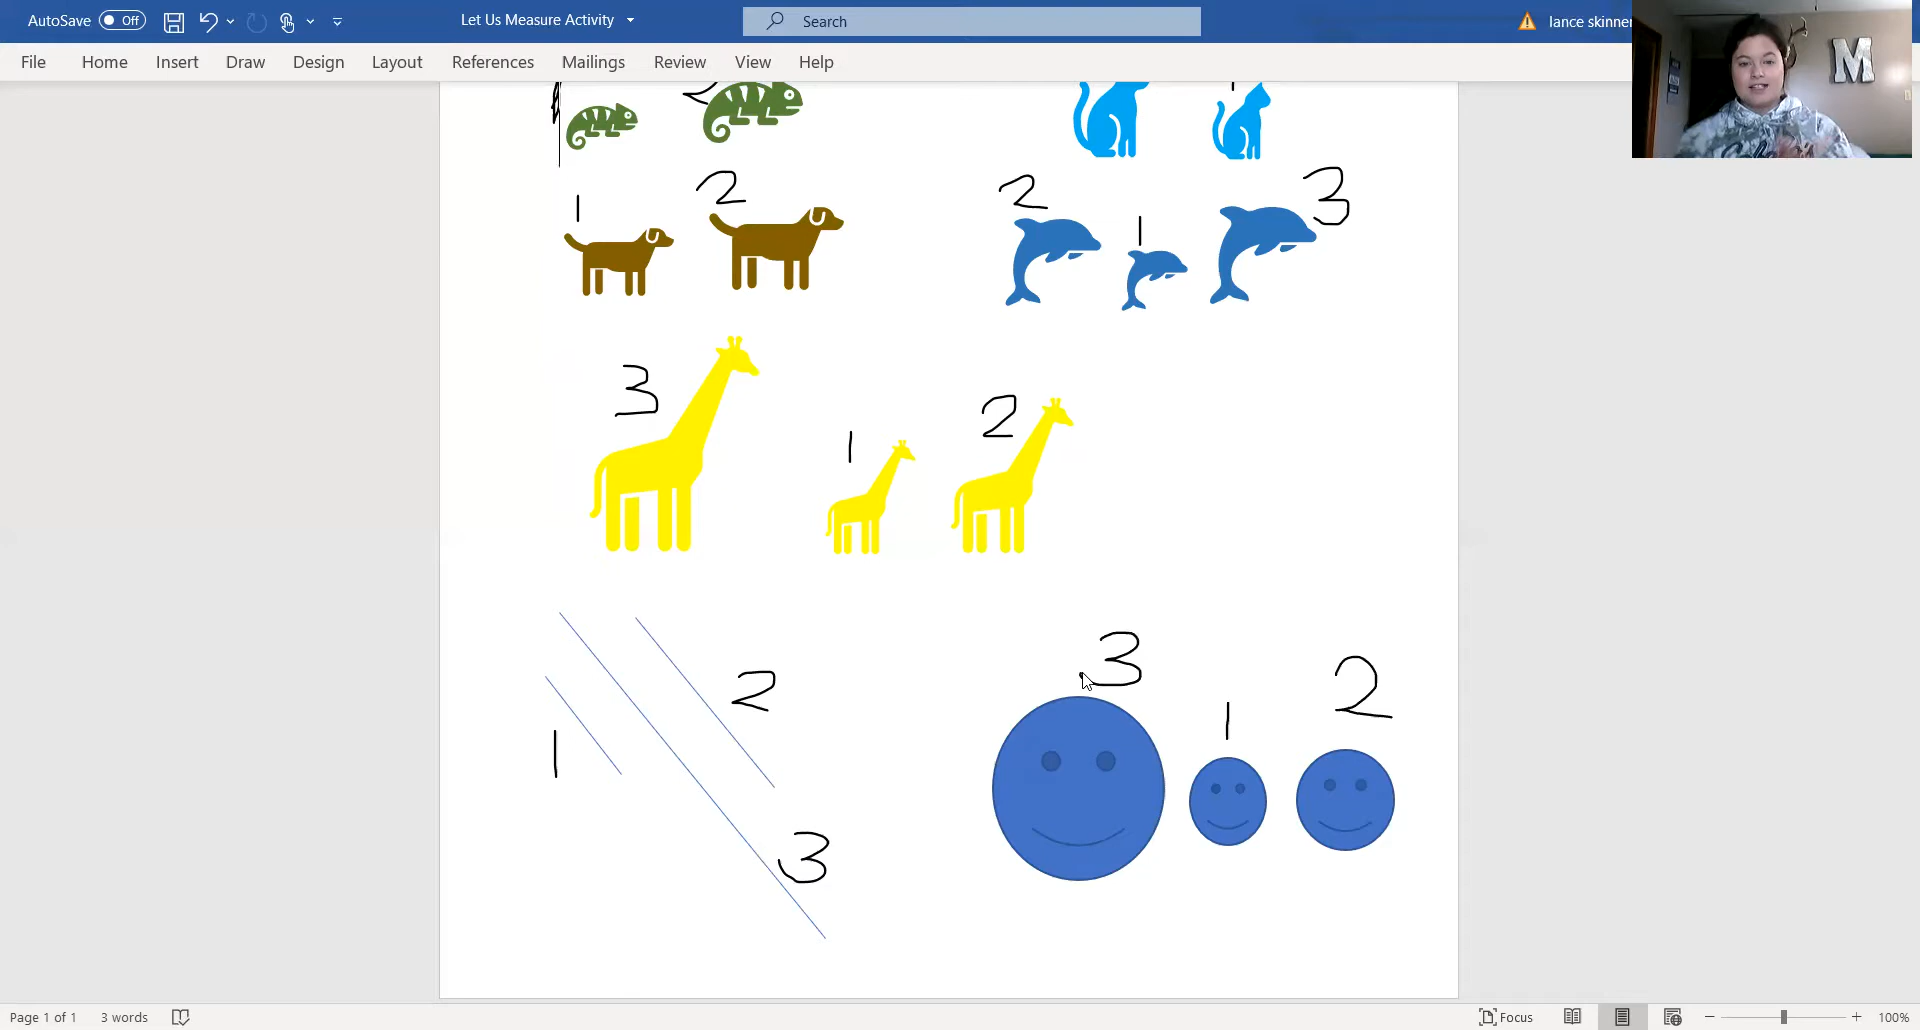 AutoSave Off Let Us Measure Activity Search lance skinner
File Home Insert Draw Design Layout References Mailings Review View Help
M
1 2 2 1 3
3 1 2
1 2 3
3 1 2
Page 1 of 1 3 words Focus 100%